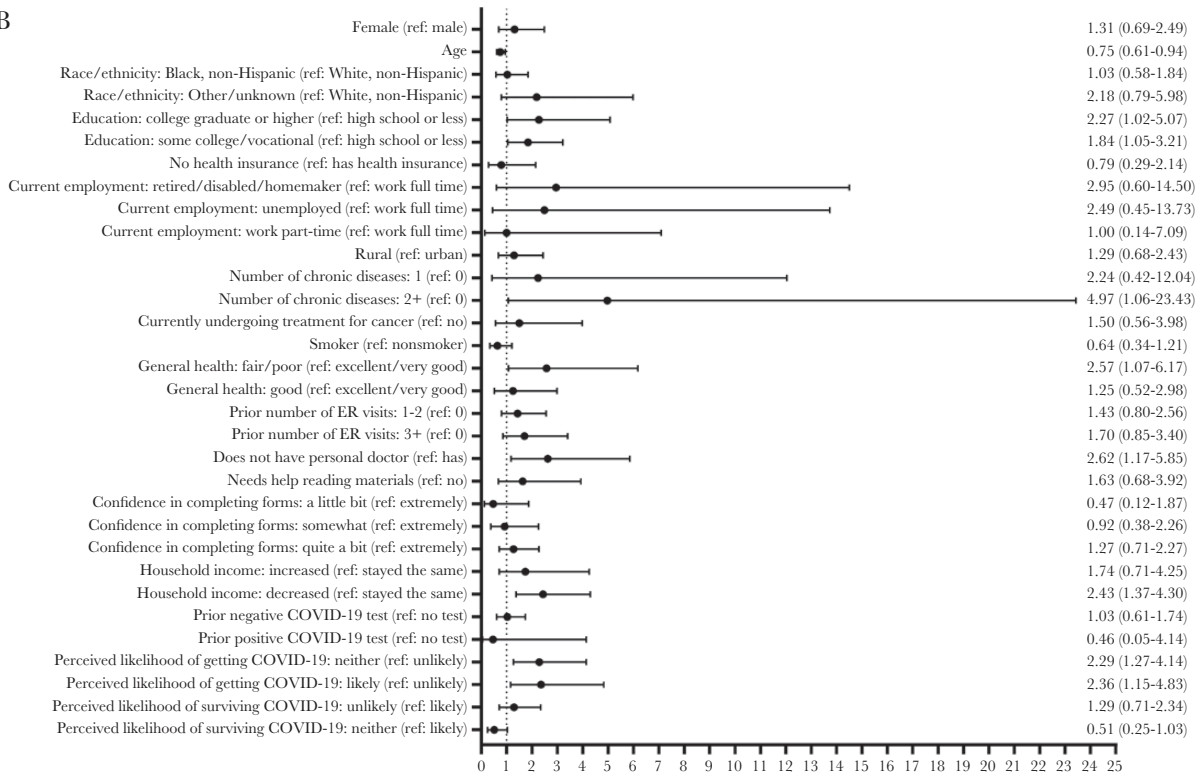 B
Female (ref: male) 1.31 (0.69-2.49)
Age 0.75 (0.61-0.94)
Race/ethnicity: Black, non-Hispanic (ref: White, non-Hispanic) 1.03 (0.58-1.84)
Race/ethnicity: Other/unknown (ref: White, non-Hispanic) 2.18 (0.79-5.98)
Education: college graduate or higher (ref: high school or less) 2.27 (1.02-5.07)
Education: some college/vocational (ref: high school or less) 1.84 (1.05-3.21)
No health insurance (ref: has health insurance) 0.79 (0.29-2.14)
Current employment: retired/disabled/homemaker (ref: work full time) 2.95 (0.60-14.50)
Current employment: unemployed (ref: work full time) 2.49 (0.45-13.73)
Current employment: work part-time (ref: work full time) 1.00 (0.14-7.09)
Rural (ref: urban) 1.29 (0.68-2.43)
Number of chronic diseases: 1 (ref: 0) 2.24 (0.42-12.04)
Number of chronic diseases: 2+ (ref: 0) 4.97 (1.06-23.42)
Currently undergoing treatment for cancer (ref: no) 1.50 (0.56-3.98)
Smoker (ref: nonsmoker) 0.64 (0.34-1.21)
General health: fair/poor (ref: excellent/very good) 2.57 (1.07-6.17)
General health: good (ref: excellent/very good) 1.25 (0.52-2.98)
Prior number of ER visits: 1-2 (ref: 0) 1.43 (0.80-2.56)
Prior number of ER visits: 3+ (ref: 0) 1.70 (0.85-3.40)
Does not have personal doctor (ref: has) 2.62 (1.17-5.85)
Needs help reading materials (ref: no) 1.63 (0.68-3.92)
Confidence in completing forms: a little bit (ref: extremely) 0.47 (0.12-1.87)
Confidence in completing forms: somewhat (ref: extremely) 0.92 (0.38-2.26)
Confidence in completing forms: quite a bit (ref: extremely) 1.27 (0.71-2.27)
Household income: increased (ref: stayed the same) 1.74 (0.71-4.25)
Household income: decreased (ref: stayed the same) 2.43 (1.37-4.30)
Prior negative COVID-19 test (ref: no test) 1.03 (0.61-1.74)
Prior positive COVID-19 test (ref: no test) 0.46 (0.05-4.14)
Perceived likelihood of getting COVID-19: neither (ref: unlikely) 2.29 (1.27-4.14)
Perceived likelihood of getting COVID-19: likely (ref: unlikely) 2.36 (1.15-4.83)
Perceived likelihood of surviving COVID-19: unlikely (ref: likely) 1.29 (0.71-2.34)
Perceived likelihood of surviving COVID-19: neither (ref: likely) 0.51 (0.25-1.03)
0 1 2 3 4 5 6 7 8 9 10 11 12 13 14 15 16 17 18 19 20 21 22 23 24 25